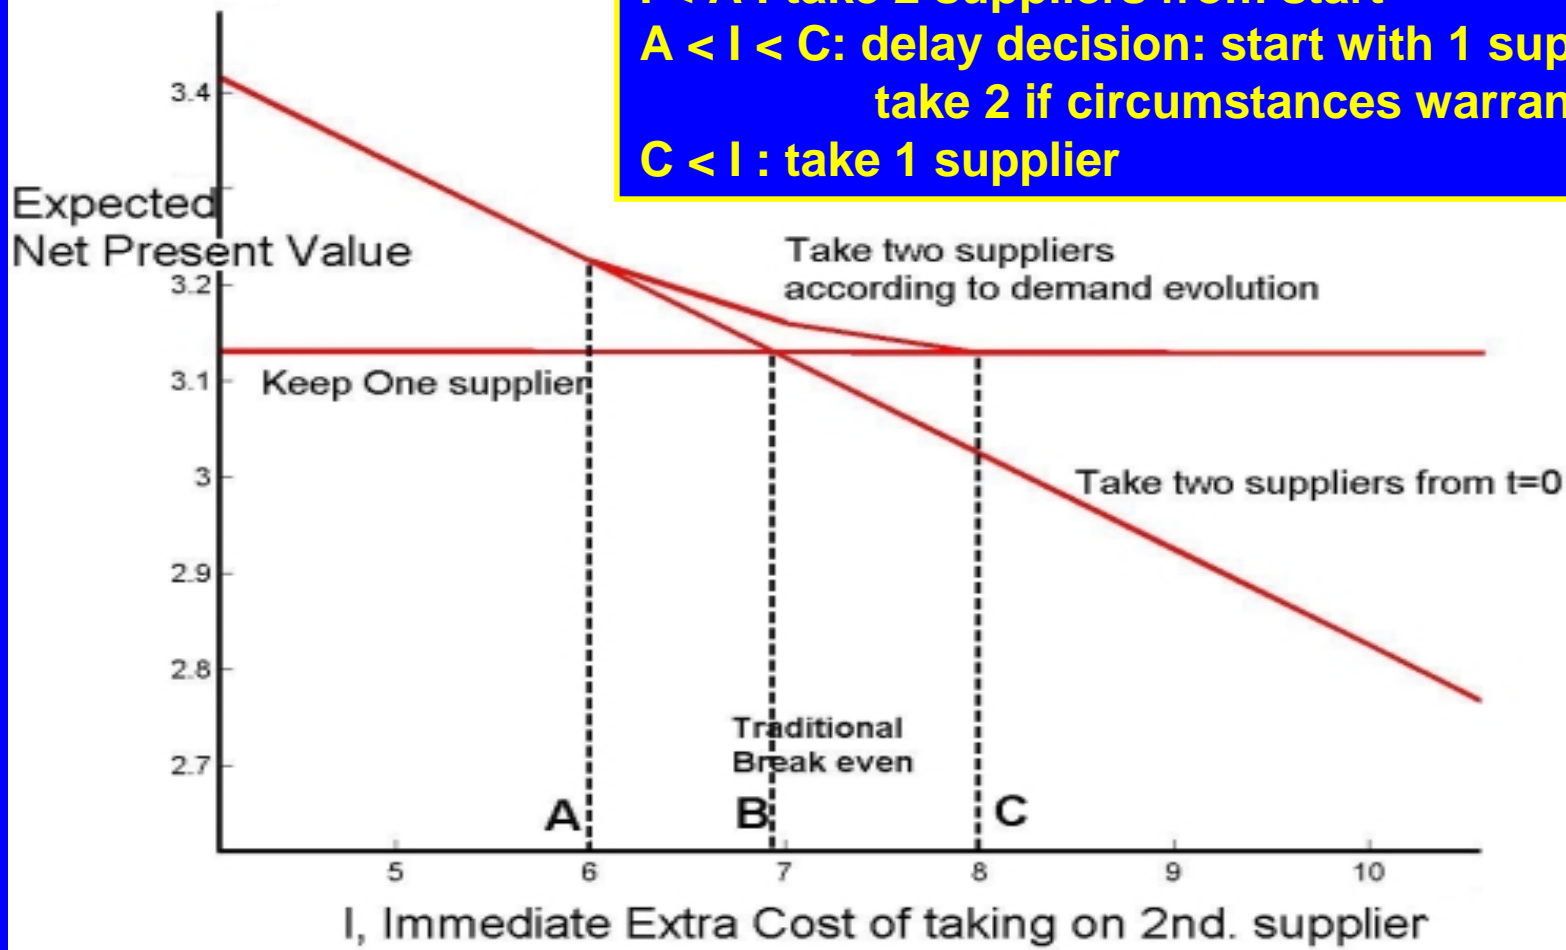 A < I < C: delay decision: start with 1
take 2 if circumstances
C < I : take 1 supplier
3.4
Expected
Net Present Value
Take two suppliers
according to demand evolution
3.2
3.1
Keep One supplier
3
Take two suppliers from t=0
2.9
2.8
Traditional
Break even
2.7
A B C
5 6 7 8 9 10
I, Immediate Extra Cost of taking on 2nd. supplier